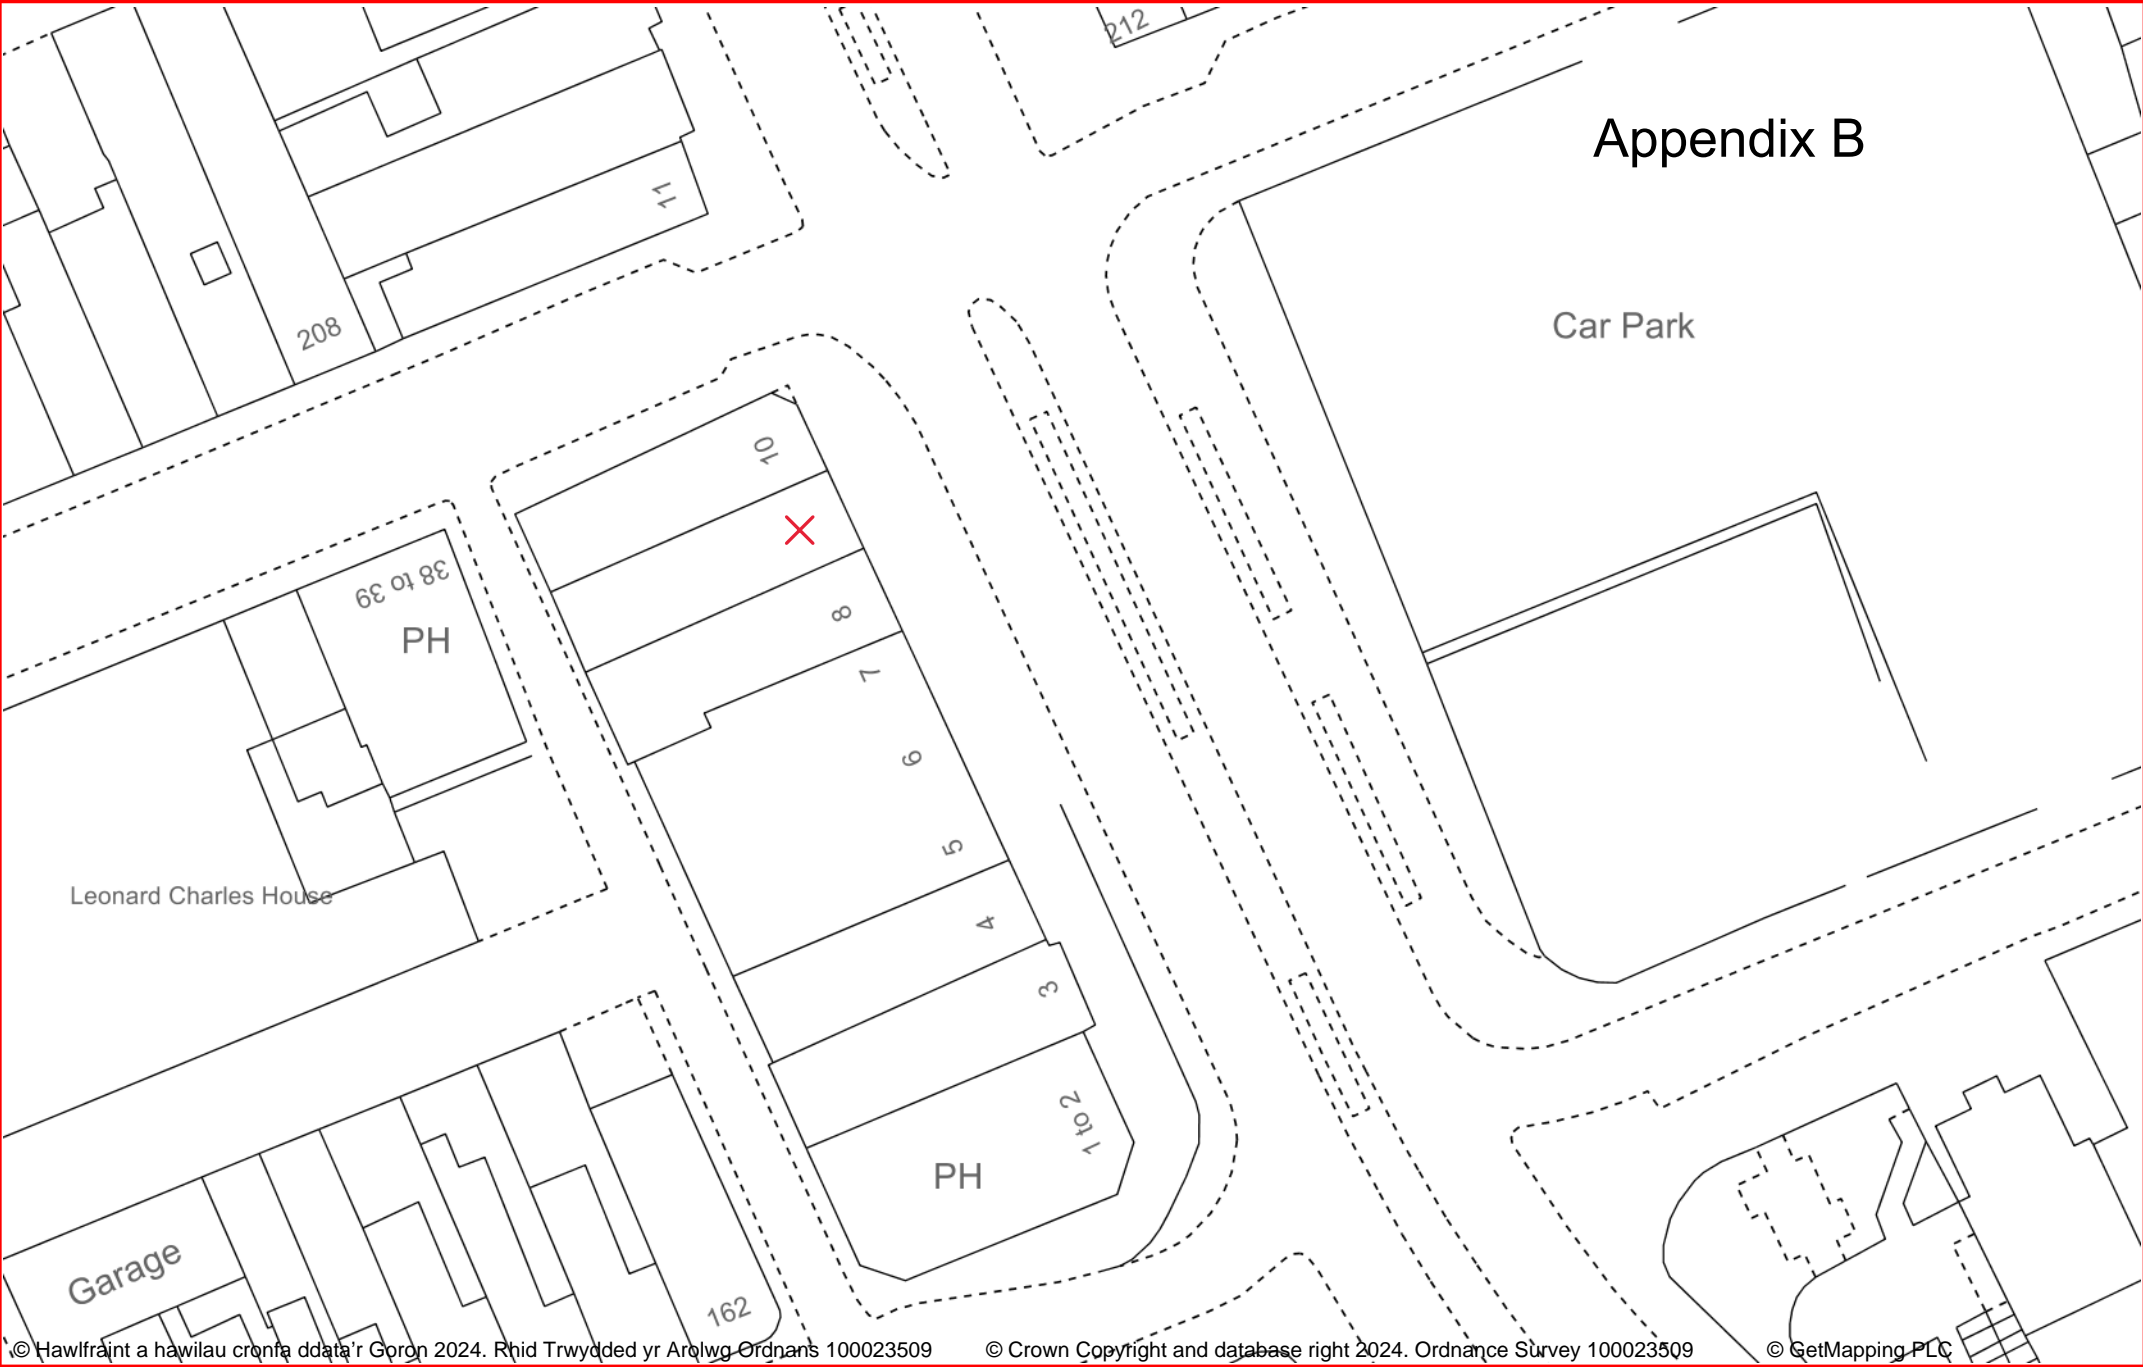 212
Appendix B
11
208
Car Park
10
38 to 39
PH
8
7
6
5
Leonard Charles House
4
3
1 to 2
PH
Garage
162
© Hawlfraint a hawliau cronfa ddata'r Goron 2024. Rhid Trwydded yr Arolwg Ordnans 100023509 © Crown Copyright and database right 2024. Ordnance Survey 100023509 © GetMapping PLC